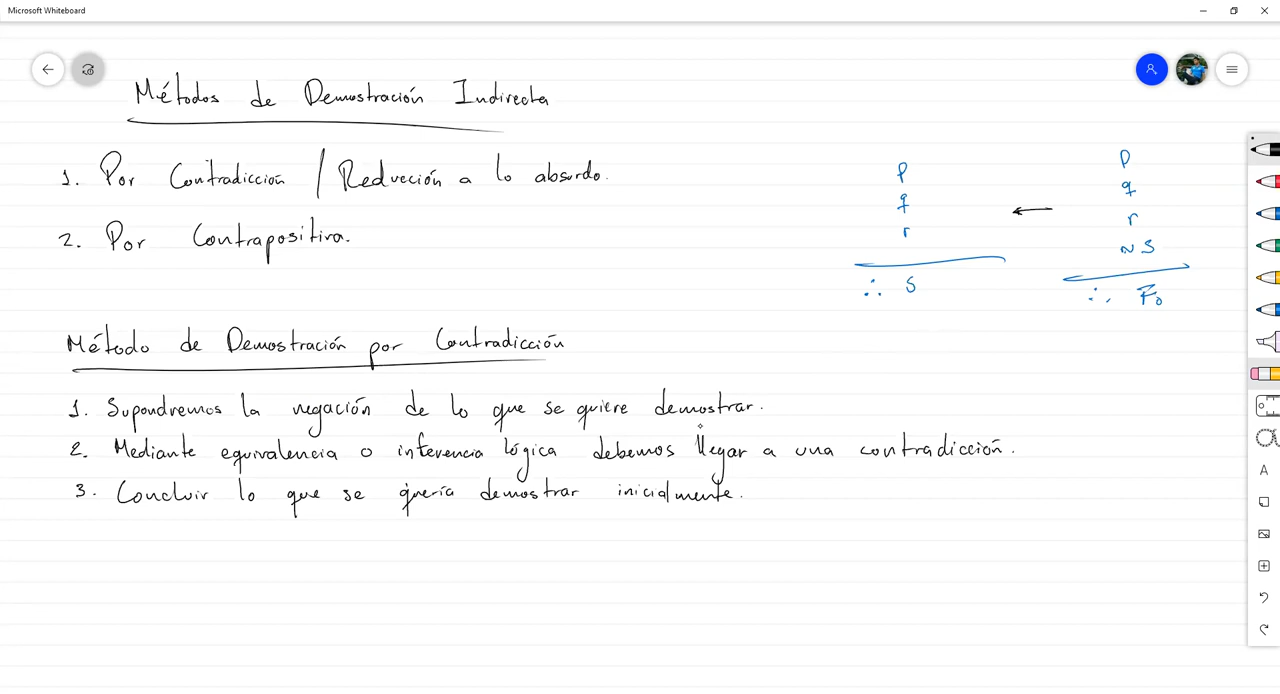 Microsoft Whiteboard
Métodos de Demostración Indirecta
1. Por Contradicción / Reducción a lo absurdo.
2. Por Contrapositiva.
p
q
r
∴ S
p
q
r
~ S
∴ F₀
Método de Demostración por Contradicción
1. Supondremos la negación de lo que se quiere demostrar.
2. Mediante equivalencia o inferencia lógica debemos llegar a una contradicción.
3. Concluir lo que se quería demostrar inicialmente.
A